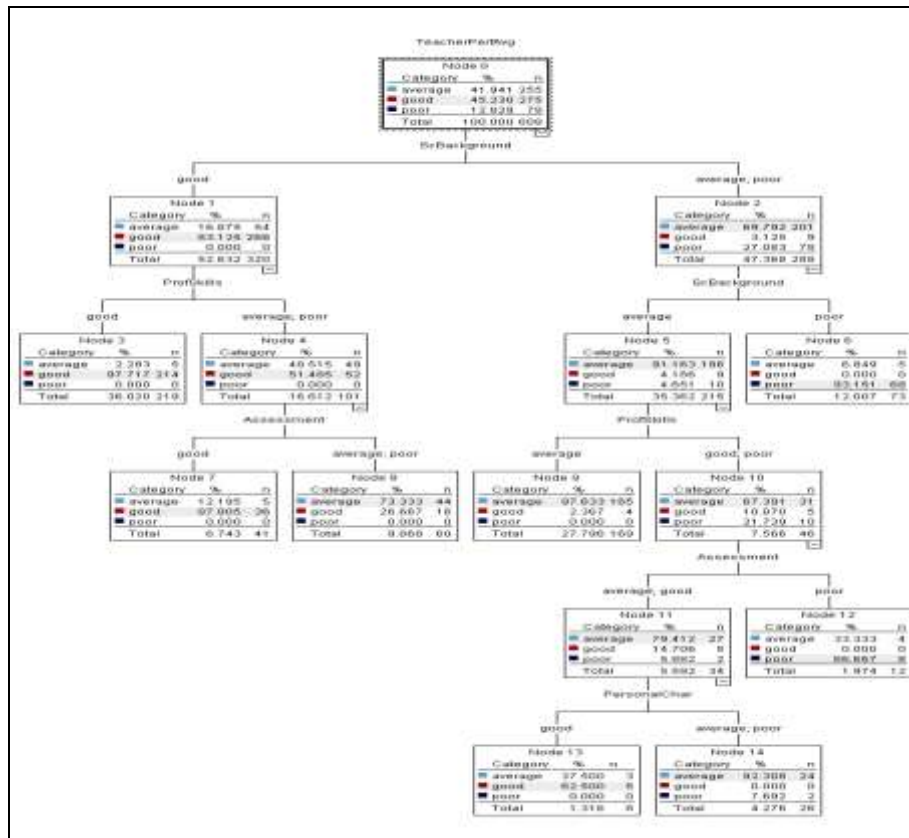 TeacherPerfAvg
Node 0
Category % n
average 41.941 255
good 45.230 275
poor 12.829 78
Total 100.000 608
SrBackground
good
average, poor
Node 1
Category % n
average 16.875 54
good 83.125 266
poor 0.000 0
Total 52.632 320
Node 2
Category % n
average 69.792 201
good 3.125 9
poor 27.083 78
Total 47.368 288
ProfSkills
SrBackground
good
average, poor
average
poor
Node 3
Category % n
average 2.283 5
good 97.717 214
poor 0.000 0
Total 36.020 219
Node 4
Category % n
average 48.515 49
good 51.485 52
poor 0.000 0
Total 16.612 101
Node 5
Category % n
average 91.163 196
good 4.186 9
poor 4.651 10
Total 35.362 215
Node 6
Category % n
average 6.849 5
good 0.000 0
poor 93.151 68
Total 12.007 73
Assessment
ProfSkills
good
average, poor
average
good, poor
Node 7
Category % n
average 12.195 5
good 87.805 36
poor 0.000 0
Total 6.743 41
Node 8
Category % n
average 73.333 44
good 26.667 16
poor 0.000 0
Total 9.868 60
Node 9
Category % n
average 97.633 165
good 2.367 4
poor 0.000 0
Total 27.796 169
Node 10
Category % n
average 67.391 31
good 10.870 5
poor 21.739 10
Total 7.566 46
Assessment
average, good
poor
Node 11
Category % n
average 79.412 27
good 14.706 5
poor 5.882 2
Total 5.592 34
Node 12
Category % n
average 33.333 4
good 0.000 0
poor 66.667 8
Total 1.974 12
PersonalChar
good
average, poor
Node 13
Category % n
average 37.500 3
good 62.500 5
poor 0.000 0
Total 1.316 8
Node 14
Category % n
average 92.308 24
good 0.000 0
poor 7.692 2
Total 4.276 26